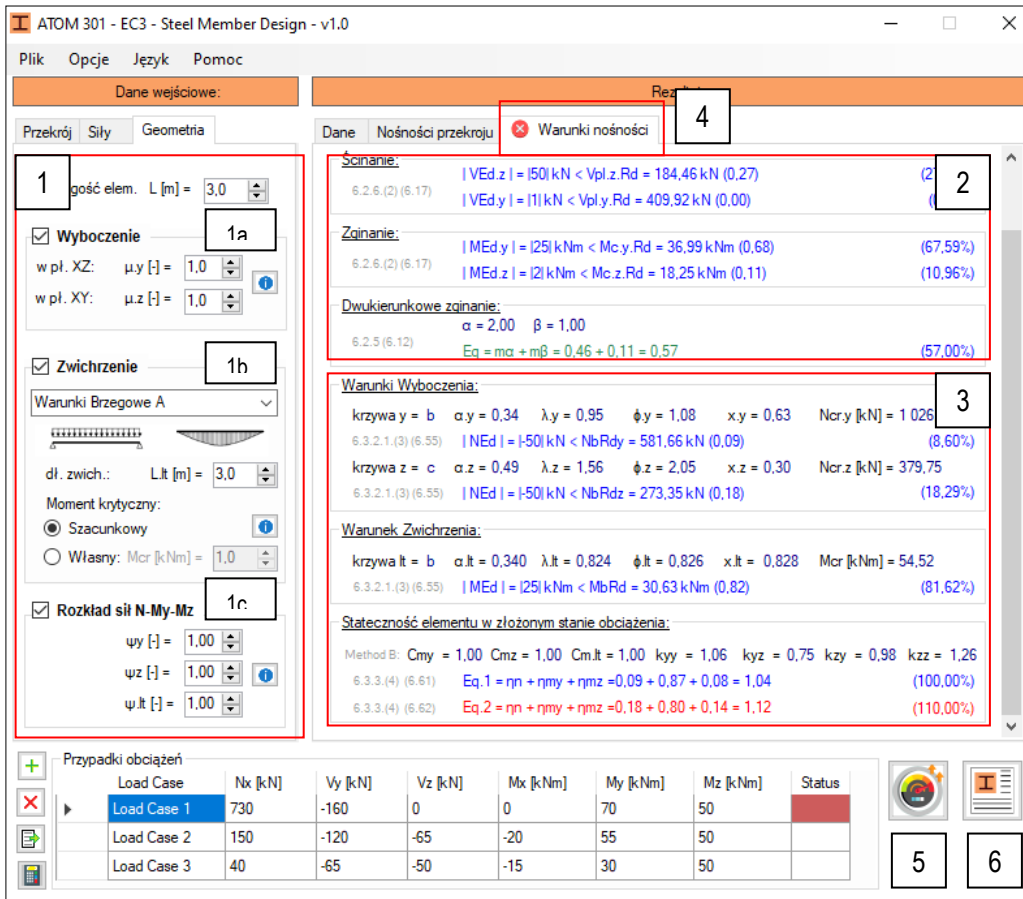 ATOM 301 - EC3 - Steel Member Design - v1.0
Plik Opcje Język Pomoc
Dane wejściowe:
Przekrój Siły Geometria
1
elem. L [m] = 3,0
Wyboczenie
1a
w pł. XZ: μ.y [-] = 1,0
w pł. XY: μ.z [-] = 1,0
Zwichrzenie
1b
Warunki Brzegowe A
dł. zwich.: L.lt [m] = 3,0
Moment krytyczny:
Szacunkowy
Własny: Mcr [kNm] = 1,0
1c
Rozkład sił N-My-Mz
ψy [-] = 1,00
ψz [-] = 1,00
ψ.lt [-] = 1,00
Dane Nośności przekroju Warunki nośności
4
Ścinanie:
2
6.2.6.(2) (6.17)
| VEd.z | = |50| kN < Vpl.z.Rd = 184,46 kN (0,27)
| VEd.y | = |1| kN < Vpl.y.Rd = 409,92 kN (0,00)
Zginanie:
6.2.6.(2) (6.17)
| MEd.y | = |25| kNm < Mc.y.Rd = 36,99 kNm (0,68) (67,59%)
| MEd.z | = |2| kNm < Mc.z.Rd = 18,25 kNm (0,11) (10,96%)
Dwukierunkowe zginanie:
α = 2,00 β = 1,00
6.2.5 (6.12)
Eq = mα + mβ = 0,46 + 0,11 = 0,57 (57,00%)
Warunki Wyboczenia:
3
krzywa y = b α.y = 0,34 λ.y = 0,95 ϕ.y = 1,08 x.y = 0,63 Ncr.y [kN] = 1 026
6.3.2.1.(3) (6.55) | NEd | = |-50| kN < NbRdy = 581,66 kN (0,09) (8,60%)
krzywa z = c α.z = 0,49 λ.z = 1,56 ϕ.z = 2,05 x.z = 0,30 Ncr.z [kN] = 379,75
6.3.2.1.(3) (6.55) | NEd | = |-50| kN < NbRdz = 273,35 kN (0,18) (18,29%)
Warunek Zwichrzenia:
krzywa lt = b α.lt = 0,340 λ.lt = 0,824 ϕ.lt = 0,826 x.lt = 0,828 Mcr [kNm] = 54,52
6.3.2.1.(3) (6.55) | MEd | = |25| kNm < MbRd = 30,63 kNm (0,82) (81,62%)
Stateczność elementu w złożonym stanie obciążenia:
Method B: Cmy = 1,00 Cmz = 1,00 Cm.lt = 1,00 kyy = 1,06 kyz = 0,75 kzy = 0,98 kzz = 1,26
6.3.3.(4) (6.61) Eq.1 = ηn + ηmy + ηmz =0,09 + 0,87 + 0,08 = 1,04 (100,00%)
6.3.3.(4) (6.62) Eq.2 = ηn + ηmy + ηmz =0,18 + 0,80 + 0,14 = 1,12 (110,00%)
Przypadki obciążeń
Load Case Nx [kN] Vy [kN] Vz [kN] Mx [kNm] My [kNm] Mz [kNm] Status
Load Case 1 730 -160 0 0 70 50
Load Case 2 150 -120 -65 -20 55 50
Load Case 3 40 -65 -50 -15 30 50
5
6